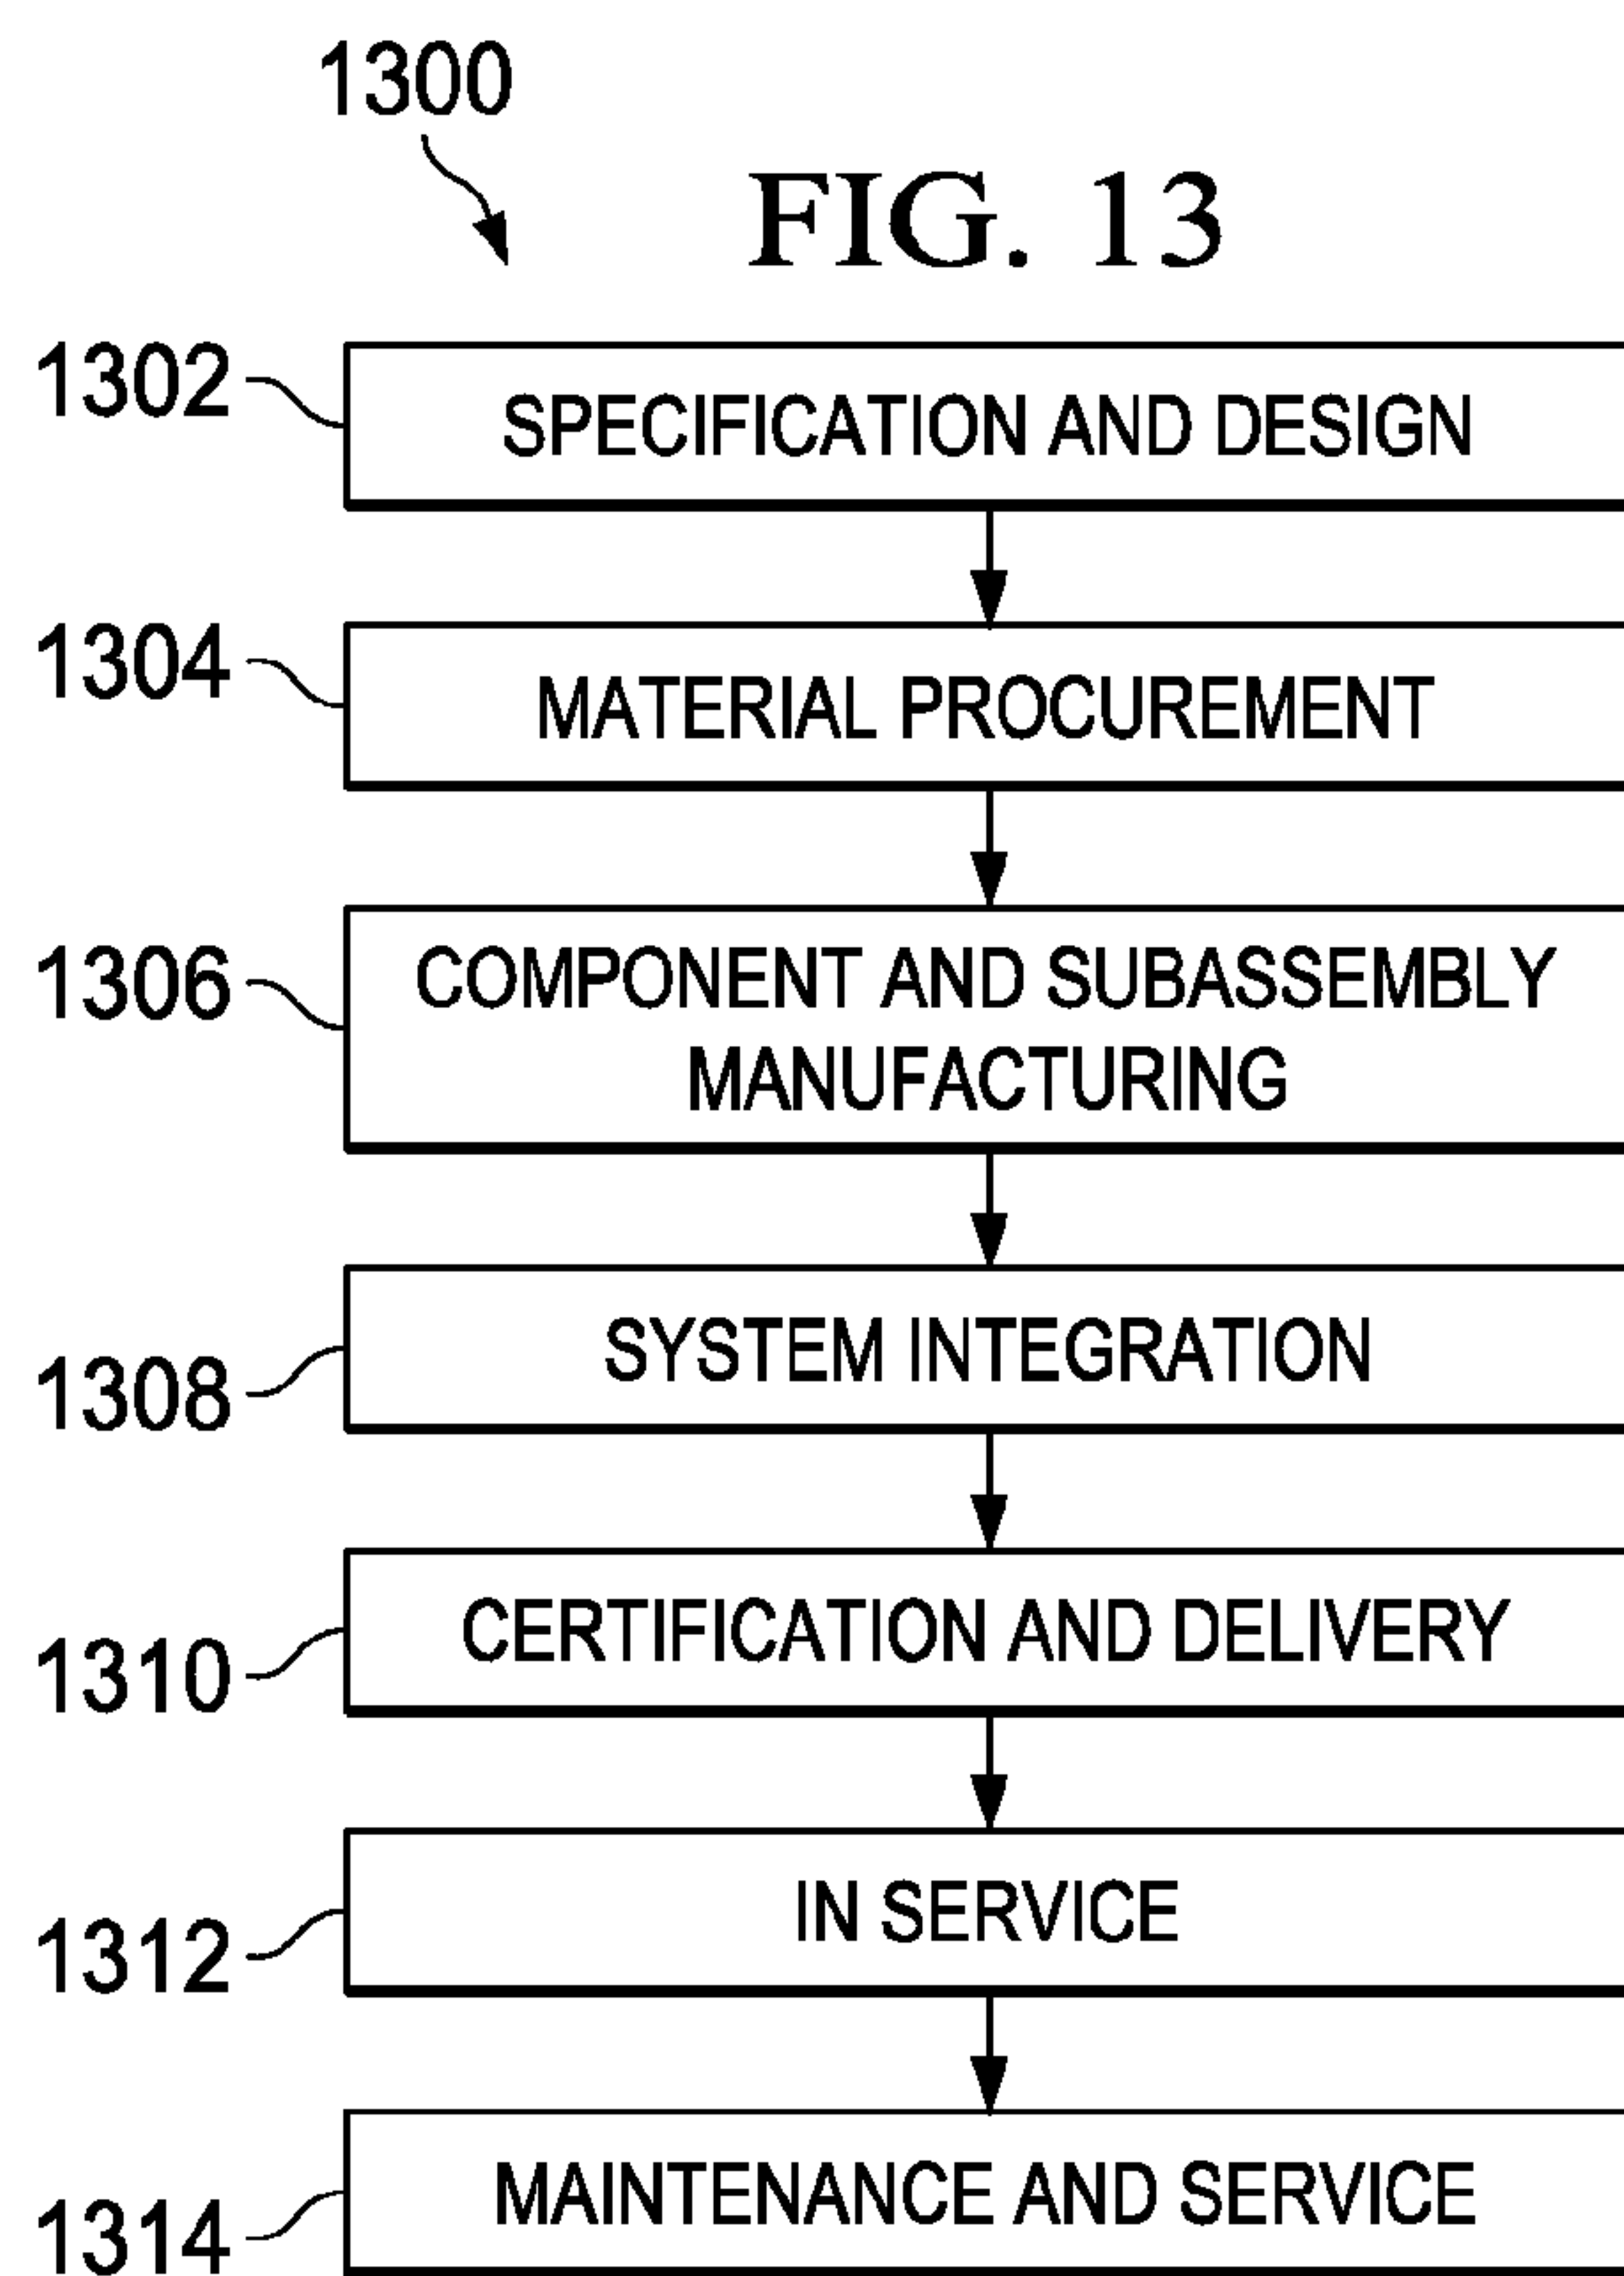 1300
FIG. 13
1302
SPECIFICATION AND DESIGN
1304
MATERIAL PROCUREMENT
1306
COMPONENT AND SUBASSEMBLY
MANUFACTURING
1308
SYSTEM INTEGRATION
1310
CERTIFICATION AND DELIVERY
1312
IN SERVICE
1314
MAINTENANCE AND SERVICE